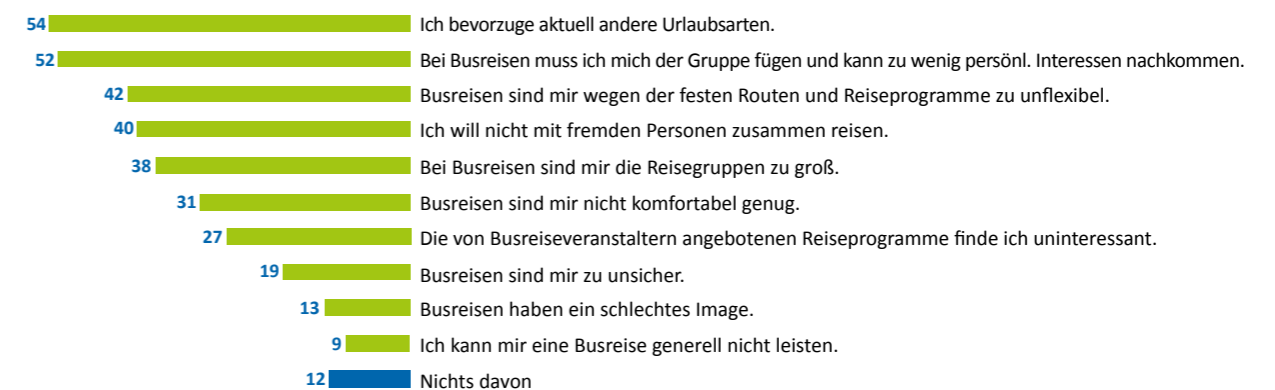 54 Ich bevorzuge aktuell andere Urlaubsarten.
52 Bei Busreisen muss ich mich der Gruppe fügen und kann zu wenig persönl. Interessen nachkommen.
42 Busreisen sind mir wegen der festen Routen und Reiseprogramme zu unflexibel.
40 Ich will nicht mit fremden Personen zusammen reisen.
38 Bei Busreisen sind mir die Reisegruppen zu groß.
31 Busreisen sind mir nicht komfortabel genug.
27 Die von Busreiseveranstaltern angebotenen Reiseprogramme finde ich uninteressant.
19 Busreisen sind mir zu unsicher.
13 Busreisen haben ein schlechtes Image.
9 Ich kann mir eine Busreise generell nicht leisten.
12 Nichts davon